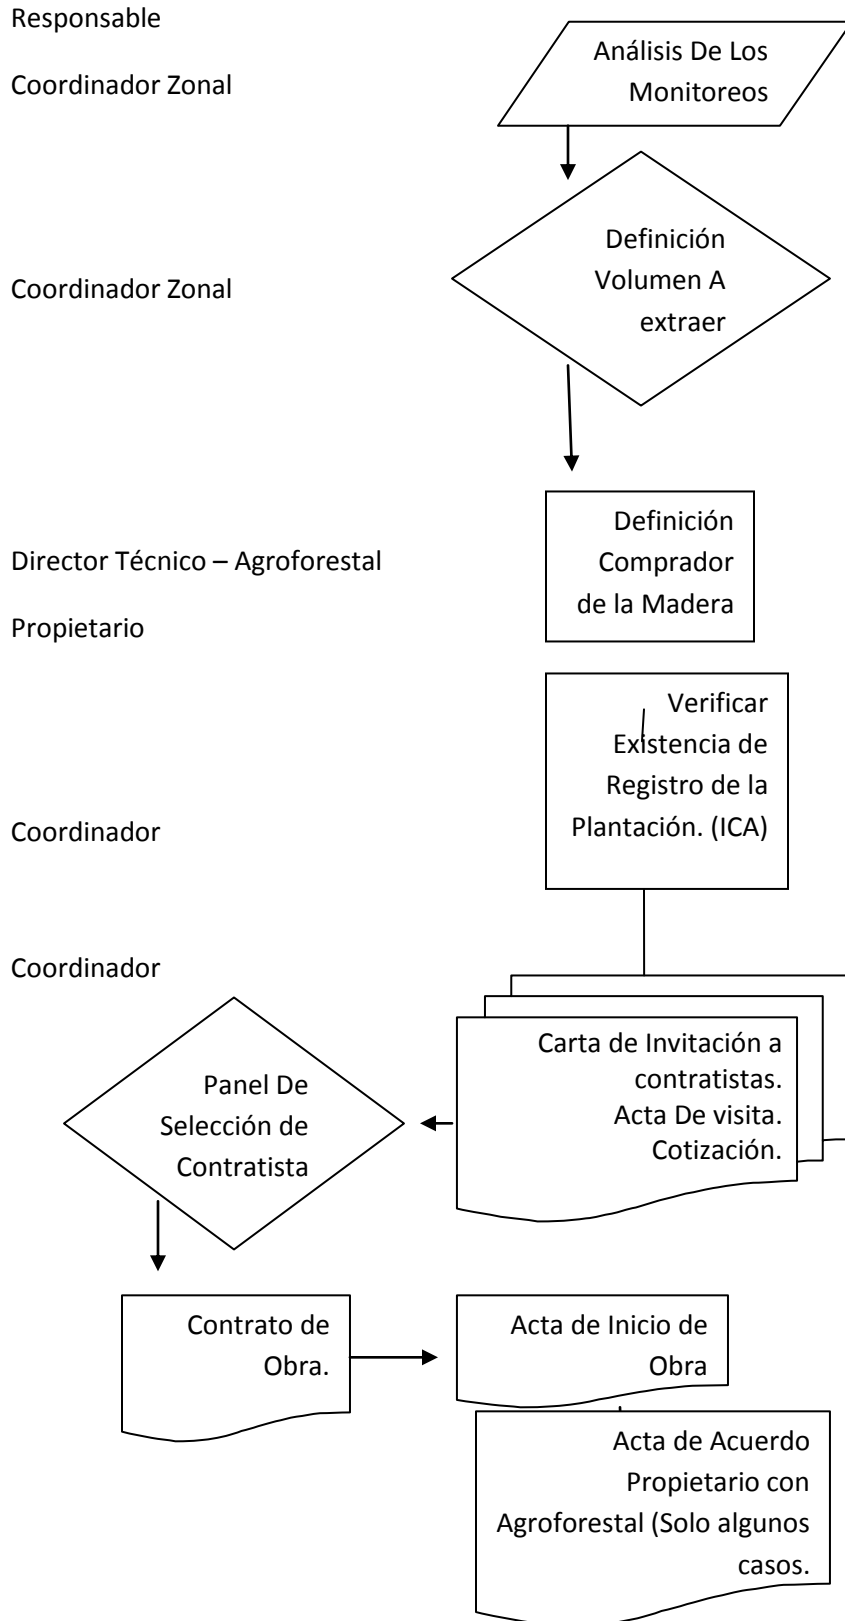 Responsable
Análisis De Los
Monitoreos
Coordinador Zonal
Definición
Volumen A
extraer
Coordinador Zonal
Definición
Comprador
de la Madera
Director Técnico – Agroforestal
Propietario
Verificar
Existencia de
Registro de la
Plantación. (ICA)
Coordinador
Coordinador
Carta de Invitación a
contratistas.
Acta De visita.
Cotización.
Panel De
Selección de
Contratista
Contrato de
Obra.
Acta de Inicio de
Obra
Acta de Acuerdo
Propietario con
Agroforestal (Solo algunos
casos.